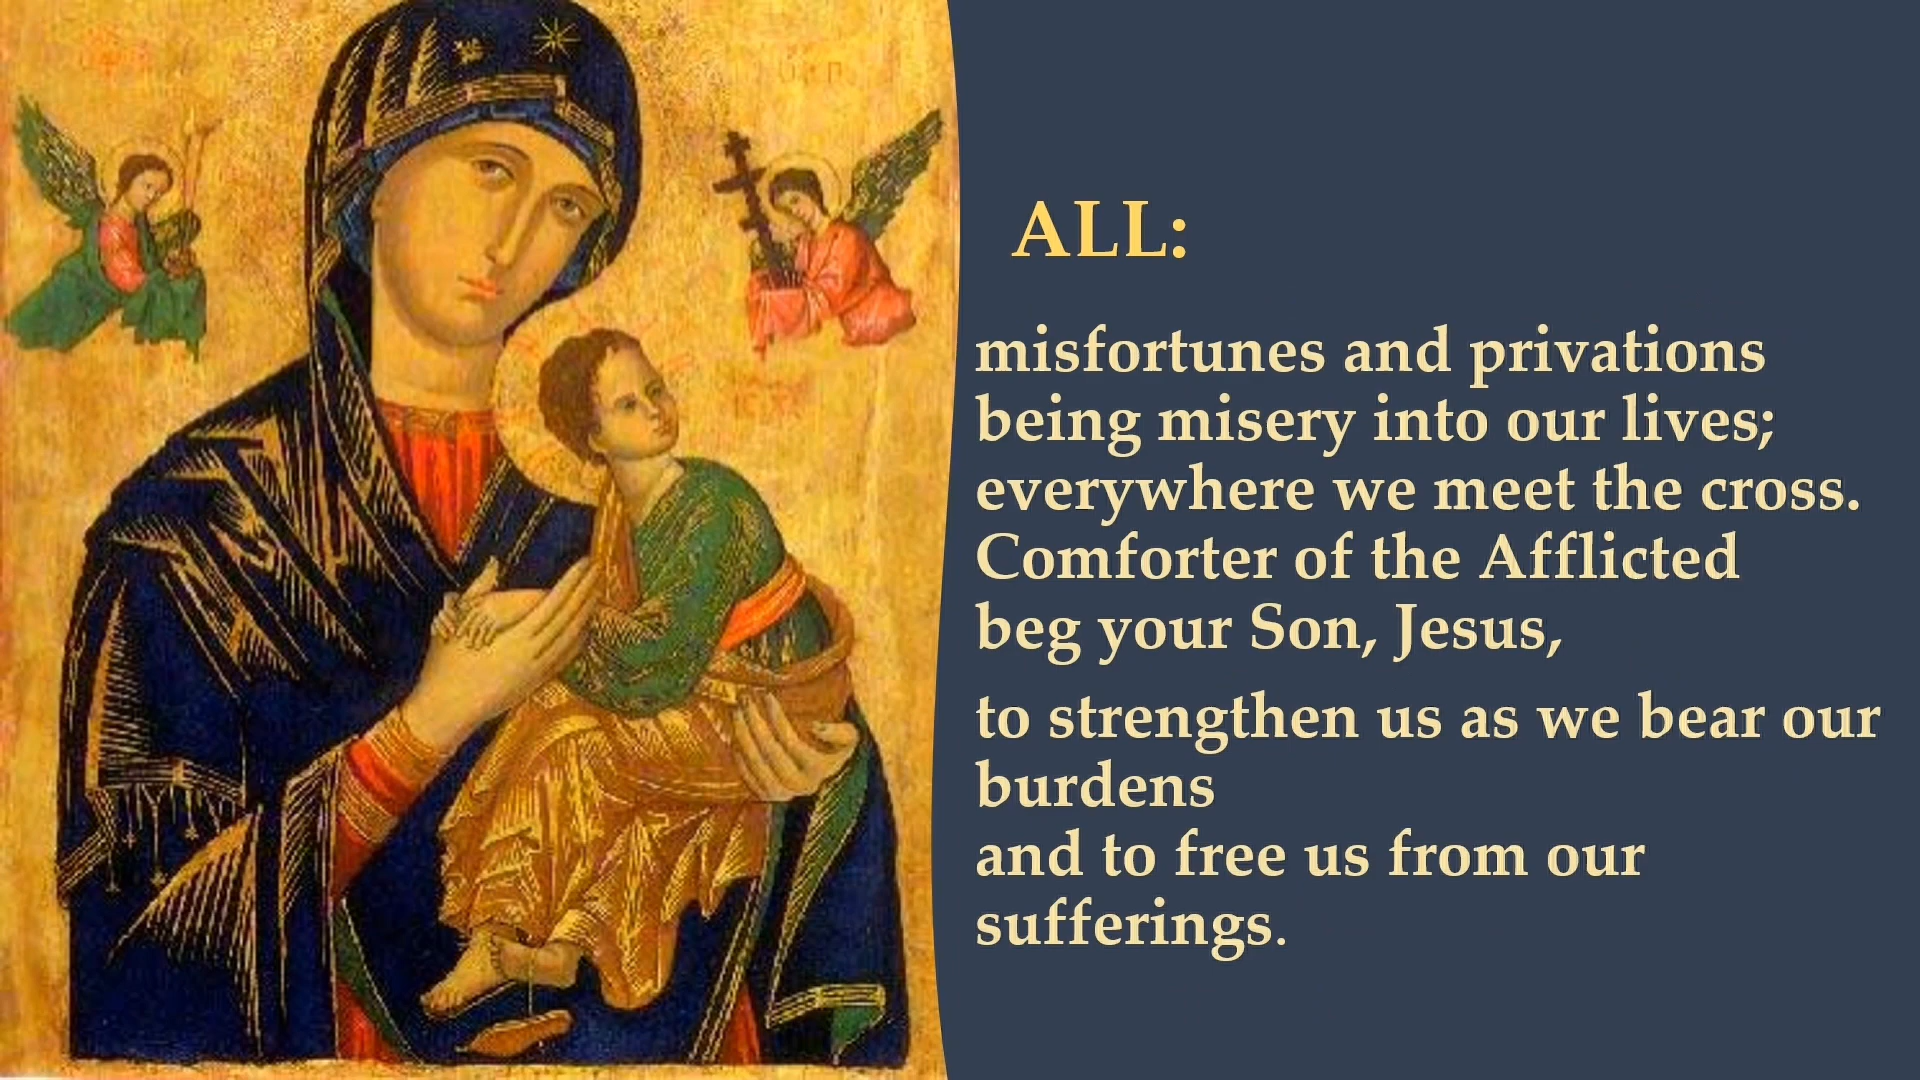 ALL:
misfortunes and privations
being misery into our lives;
everywhere we meet the cross.
Comforter of the Afflicted
beg your Son, Jesus,
to strengthen us as we bear our
burdens
and to free us from our
sufferings.